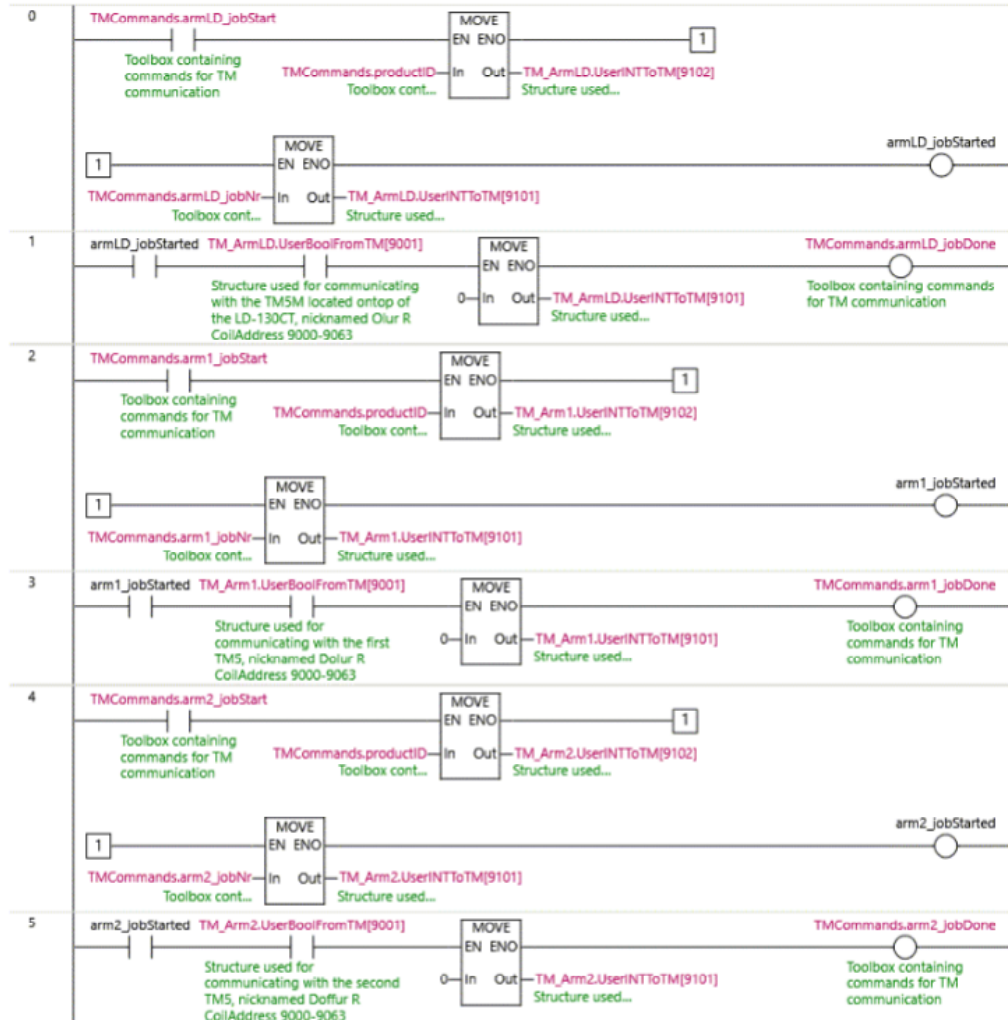 0
TMCommands.armLD_jobStart
MOVE
EN ENO
1
Toolbox containing
commands for TM
communication
TMCommands.productID
In Out
TM_ArmLD.UserINTToTM[9102]
Toolbox cont...
Structure used...
armLD_jobStarted
MOVE
1
EN ENO
TMCommands.armLD_jobNr
In Out
TM_ArmLD.UserINTToTM[9101]
Toolbox cont...
Structure used...
1
armLD_jobStarted TM_ArmLD.UserBoolFromTM[9001]
MOVE
TMCommands.armLD_jobDone
EN ENO
Structure used for communicating
with the TM5M located ontop of
the LD-130CT, nicknamed Olur R
CoilAddress 9000-9063
0
In Out
TM_ArmLD.UserINTToTM[9101]
Structure used...
Toolbox containing commands
for TM communication
2
TMCommands.arm1_jobStart
MOVE
EN ENO
1
Toolbox containing
commands for TM
communication
TMCommands.productID
In Out
TM_Arm1.UserINTToTM[9102]
Toolbox cont...
Structure used...
arm1_jobStarted
MOVE
1
EN ENO
TMCommands.arm1_jobNr
In Out
TM_Arm1.UserINTToTM[9101]
Toolbox cont...
Structure used...
3
arm1_jobStarted TM_Arm1.UserBoolFromTM[9001]
MOVE
TMCommands.arm1_jobDone
EN ENO
Structure used for
communicating with the first
TM5, nicknamed Dolur R
CoilAddress 9000-9063
0
In Out
TM_Arm1.UserINTToTM[9101]
Structure used...
Toolbox containing
commands for TM
communication
4
TMCommands.arm2_jobStart
MOVE
EN ENO
1
Toolbox containing
commands for TM
communication
TMCommands.productID
In Out
TM_Arm2.UserINTToTM[9102]
Toolbox cont...
Structure used...
arm2_jobStarted
MOVE
1
EN ENO
TMCommands.arm2_jobNr
In Out
TM_Arm2.UserINTToTM[9101]
Toolbox cont...
Structure used...
5
arm2_jobStarted TM_Arm2.UserBoolFromTM[9001]
MOVE
TMCommands.arm2_jobDone
EN ENO
Structure used for
communicating with the second
TM5, nicknamed Doffur R
CoilAddress 9000-9063
0
In Out
TM_Arm2.UserINTToTM[9101]
Structure used...
Toolbox containing
commands for TM
communication